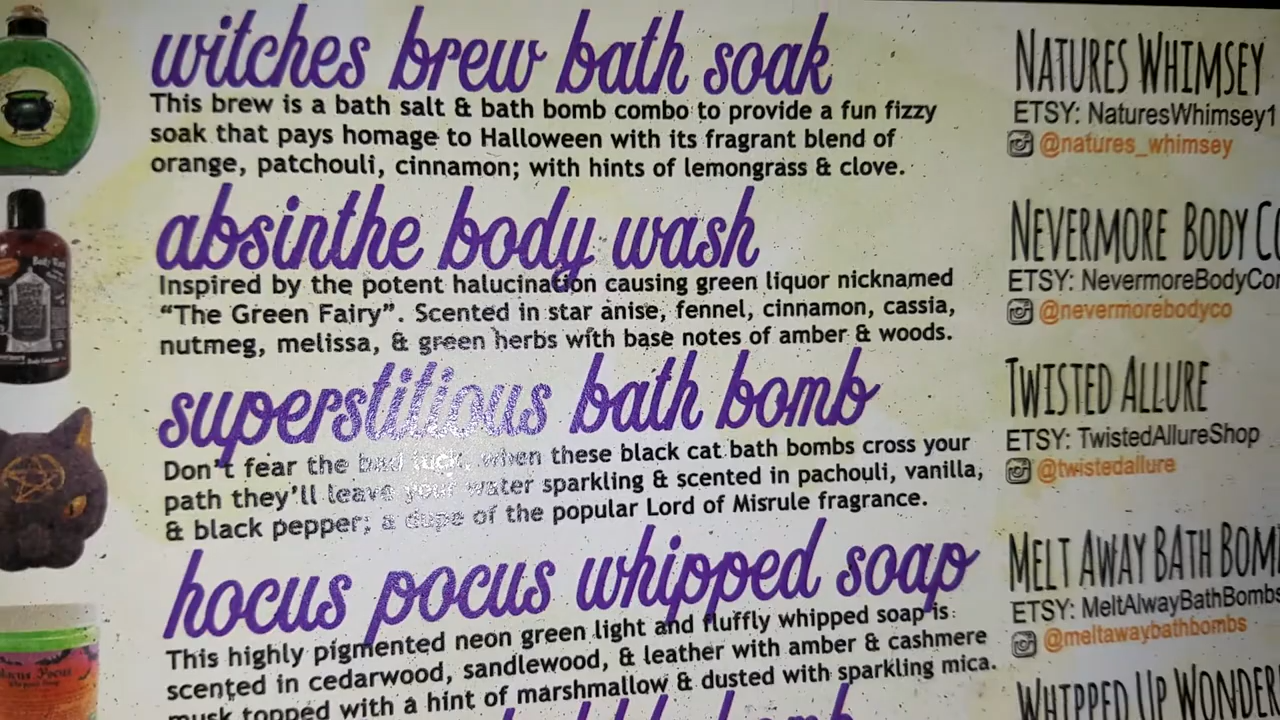 witches brew bath soak
This brew is a bath salt & bath bomb combo to provide a fun fizzy
soak that pays homage to Halloween with its fragrant blend of
orange, patchouli, cinnamon; with hints of lemongrass & clove.
NATURES WHIMSEY
ETSY: NaturesWhimsey1
@natures_whimsey
absinthe body wash
Inspired by the potent halucination causing green liquor nicknamed
“The Green Fairy”. Scented in star anise, fennel, cinnamon, cassia,
nutmeg, melissa, & green herbs with base notes of amber & woods.
NEVERMORE BODY CO
ETSY: NevermoreBodyCo
@nevermorebodyco
superstitious bath bomb
Don't fear the bad luck, when these black cat bath bombs cross your
path they'll leave your water sparkling & scented in pachouli, vanilla,
& black pepper; a dupe of the popular Lord of Misrule fragrance.
TWISTED ALLURE
ETSY: TwistedAllureShop
@twistedallure
hocus pocus whipped soap
This highly pigmented neon green light and fluffly whipped soap is
scented in cedarwood, sandlewood, & leather with amber & cashmere
musk topped with a hint of marshmallow & dusted with sparkling mica.
MELT AWAY BATH BOMB
ETSY: MeltAlwayBathBombs
@meltawaybathbombs
WHIPPED UP WONDER